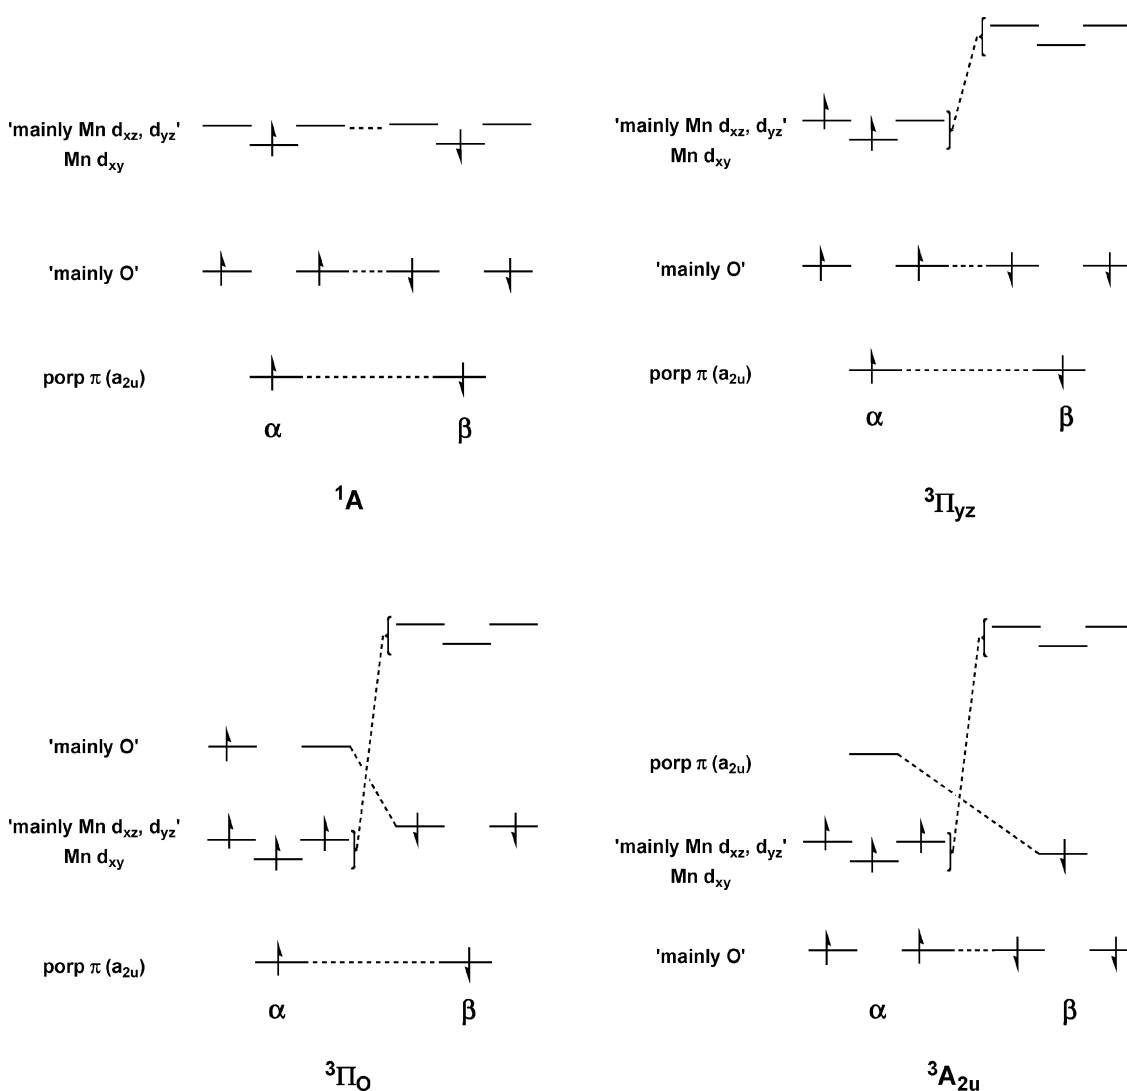 'mainly Mn dxz, dyz'
Mn dxy
'mainly O'
porp π (a2u)
α β
¹A
'mainly Mn dxz, dyz'
Mn dxy
'mainly O'
porp π (a2u)
α β
³Πyz
'mainly O'
'mainly Mn dxz, dyz'
Mn dxy
porp π (a2u)
α β
³ΠO
porp π (a2u)
'mainly Mn dxz, dyz'
Mn dxy
'mainly O'
α β
³A2u